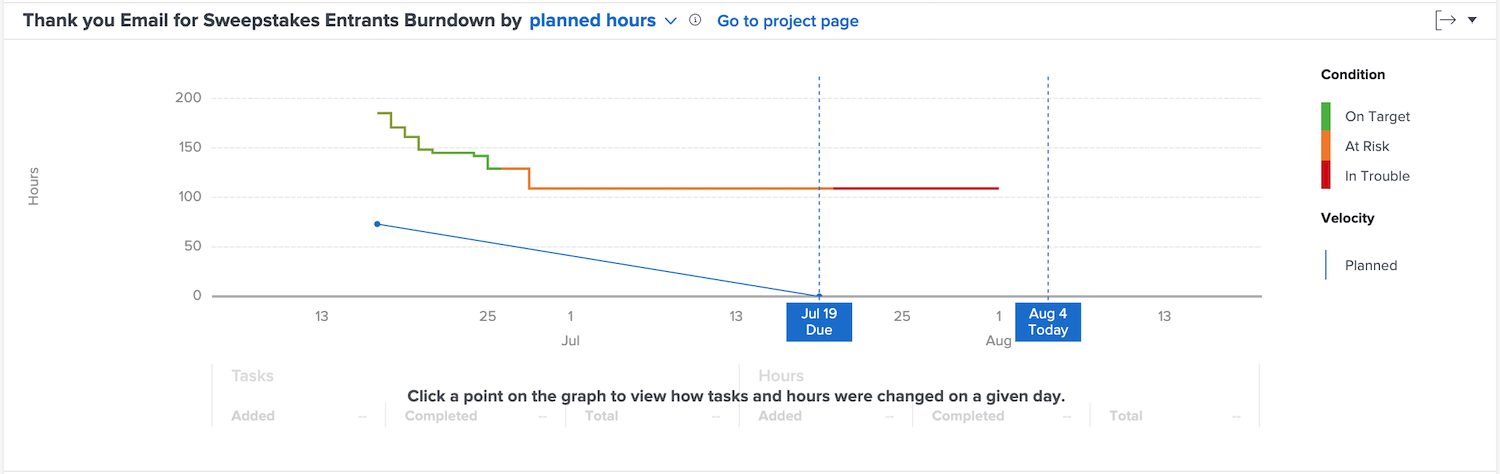 Thank you Email for Sweepstakes Entrants Burndown by planned hours Go to project page
Condition
On Target
At Risk
In Trouble
Velocity
Planned
Hours
200
150
100
50
0
13 25 1 13 25 1 13
Jul Aug
Jul 19
Due
Aug 4
Today
Tasks Hours
Click a point on the graph to view how tasks and hours were changed on a given day.
Added -- Completed -- Total -- Added -- Completed -- Total --